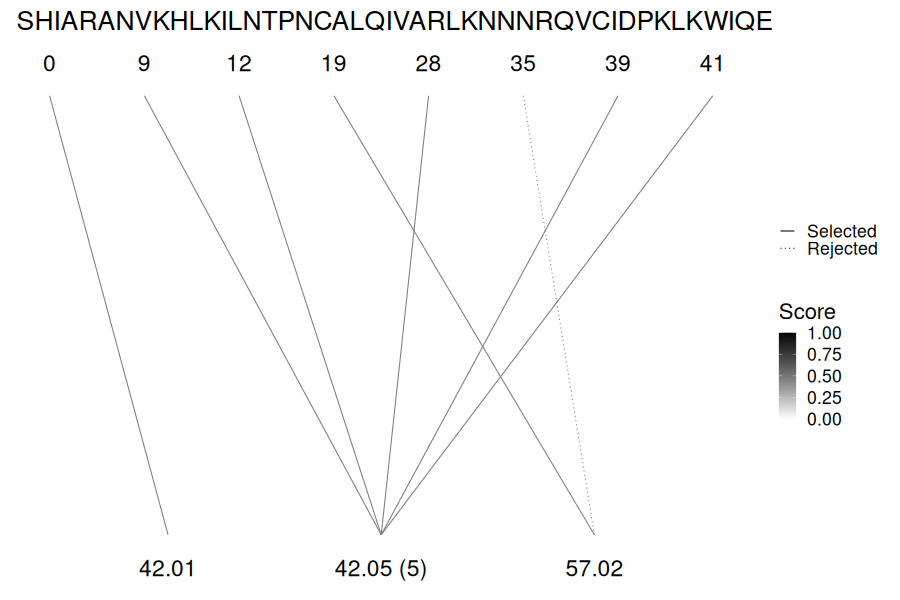 SHIARANVKHLKILNTPNCALQIVARLKNNNRQVCIDPKLKWIQE
0 9 12 19 28 35 39 41
Selected
Rejected
Score
1.00
0.75
0.50
0.25
0.00
42.01 42.05 (5) 57.02